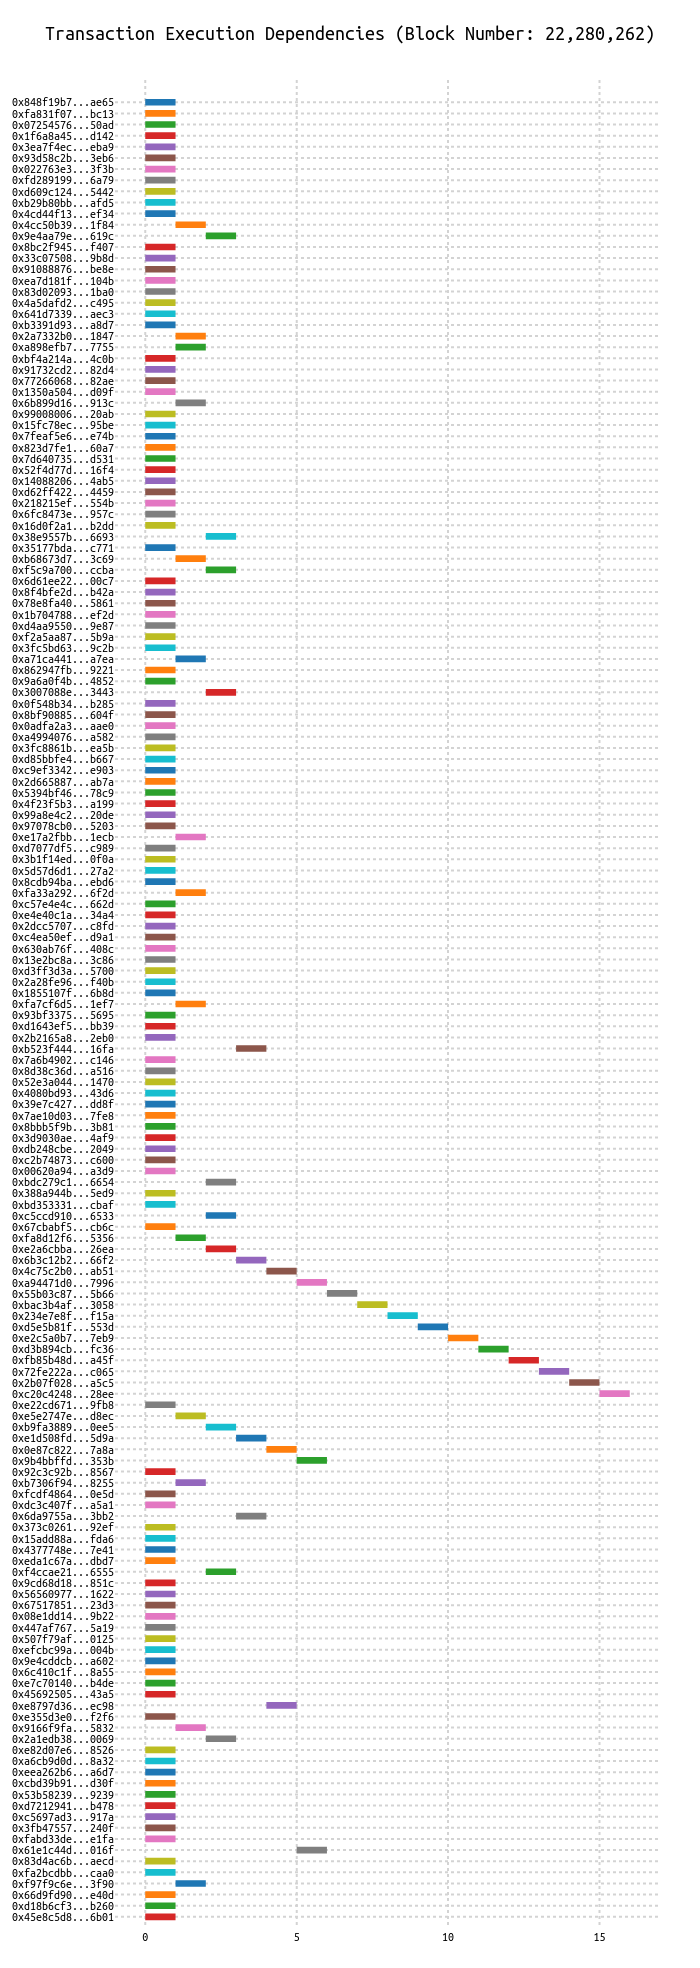 Transaction Execution Dependencies (Block Number: 22,280,262)
0x848f19b7...ae65
0xfa831f07...bc13
0x07254576...50ad
0x1f6a8a45...d142
0x3ea7f4ec...eba9
0x93d58c2b...3eb6
0x022763e3...3f3b
0xfd289199...6a79
0xd609c124...5442
0xb29b80bb...afd5
0x4cd44f13...ef34
0x4cc50b39...1f84
0x9e4aa79e...619c
0x8bc2f945...f407
0x33c07508...9b8d
0x91088876...be8e
0xea7d181f...104b
0x83d02093...1ba0
0x4a5dafd2...c495
0x641d7339...aec3
0xb3391d93...a8d7
0x2a7332b0...1847
0xa898efb7...7755
0xbf4a214a...4c0b
0x91732cd2...82d4
0x77266068...82ae
0x1350a504...d09f
0x6b899d16...913c
0x99008006...20ab
0x15fc78ec...95be
0x7feaf5e6...e74b
0x823d7fe1...60a7
0x7d640735...d531
0x52f4d77d...16f4
0x14088206...4ab5
0xd62ff422...4459
0x218215ef...554b
0x6fc8473e...957c
0x16d0f2a1...b2dd
0x38e9557b...6693
0x35177bda...c771
0xb68673d7...3c69
0xf5c9a700...ccba
0x6d61ee22...00c7
0x8f4bfe2d...b42a
0x78e8fa40...5861
0x1b704788...ef2d
0xd4aa9550...9e87
0xf2a5aa87...5b9a
0x3fc5bd63...9c2b
0xa71ca441...a7ea
0x862947fb...9221
0x9a6a0f4b...4852
0x3007088e...3443
0x0f548b34...b285
0x8bf90885...604f
0x0adfa2a3...aae0
0xa4994076...a582
0x3fc8861b...ea5b
0xd85bbfe4...b667
0xc9ef3342...e903
0x2d665887...ab7a
0x5394bf46...78c9
0x4f23f5b3...a199
0x99a8e4c2...20de
0x97078cb0...5203
0xe17a2fbb...1ecb
0xd7077df5...c989
0x3b1f14ed...0f0a
0x5d57d6d1...27a2
0x8cdb94ba...ebd6
0xfa33a292...6f2d
0xc57e4e4c...662d
0xe4e40c1a...34a4
0x2dcc5707...c8fd
0xc4ea50ef...d9a1
0x630ab76f...408c
0x13e2bc8a...3c86
0xd3ff3d3a...5700
0x2a28fe96...f40b
0x1855107f...6b8d
0xfa7cf6d5...1ef7
0x93bf3375...5695
0xd1643ef5...bb39
0x2b2165a8...2eb0
0xb523f444...16fa
0x7a6b4902...c146
0x8d38c36d...a516
0x52e3a044...1470
0x4080bd93...43d6
0x39e7c427...dd8f
0x7ae10d03...7fe8
0x8bbb5f9b...3b81
0x3d9030ae...4af9
0xdb248cbe...2049
0xc2b74873...c600
0x00620a94...a3d9
0xbdc279c1...6654
0x388a944b...5ed9
0xbd353331...cbaf
0xc5ccd910...6533
0x67cbabf5...cb6c
0xfa8d12f6...5356
0xe2a6cbba...26ea
0x6b3c12b2...66f2
0x4c75c2b0...ab51
0xa94471d0...7996
0x55b03c87...5b66
0xbac3b4af...3058
0x234e7e8f...f15a
0xd5e5b81f...553d
0xe2c5a0b7...7eb9
0xd3b894cb...fc36
0xfb85b48d...a45f
0x72fe222a...c065
0x2b07f028...a5c5
0xc20c4248...28ee
0xe22cd671...9fb8
0xe5e2747e...d8ec
0xb9fa3889...0ee5
0xe1d508fd...5d9a
0x0e87c822...7a8a
0x9b4bbffd...353b
0x92c3c92b...8567
0xb7306f94...8255
0xfcdf4864...0e5d
0xdc3c407f...a5a1
0x6da9755a...3bb2
0x373c0261...92ef
0x15add88a...fda6
0x4377748e...7e41
0xeda1c67a...dbd7
0xf4ccae21...6555
0x9cd68d18...851c
0x56560977...1622
0x67517851...23d3
0x08e1dd14...9b22
0x447af767...5a19
0x507f79af...0125
0xefcbc99a...004b
0x9e4cddcb...a602
0x6c410c1f...8a55
0xe7c70140...b4de
0x45692505...43a5
0xe8797d36...ec98
0xe355d3e0...f2f6
0x9166f9fa...5832
0x2a1edb38...0069
0xe82d07e6...8526
0xa6cb9d0d...8a32
0xeea262b6...a6d7
0xcbd39b91...d30f
0x53b58239...9239
0xd7212941...b478
0xc5697ad3...917a
0x3fb47557...240f
0xfabd33de...e1fa
0x61e1c44d...016f
0x83d4ac6b...aecd
0xfa2bcdbb...caa0
0xf97f9c6e...3f90
0x66d9fd90...e40d
0xd18b6cf3...b260
0x45e8c5d8...6b01
0 5 10 15